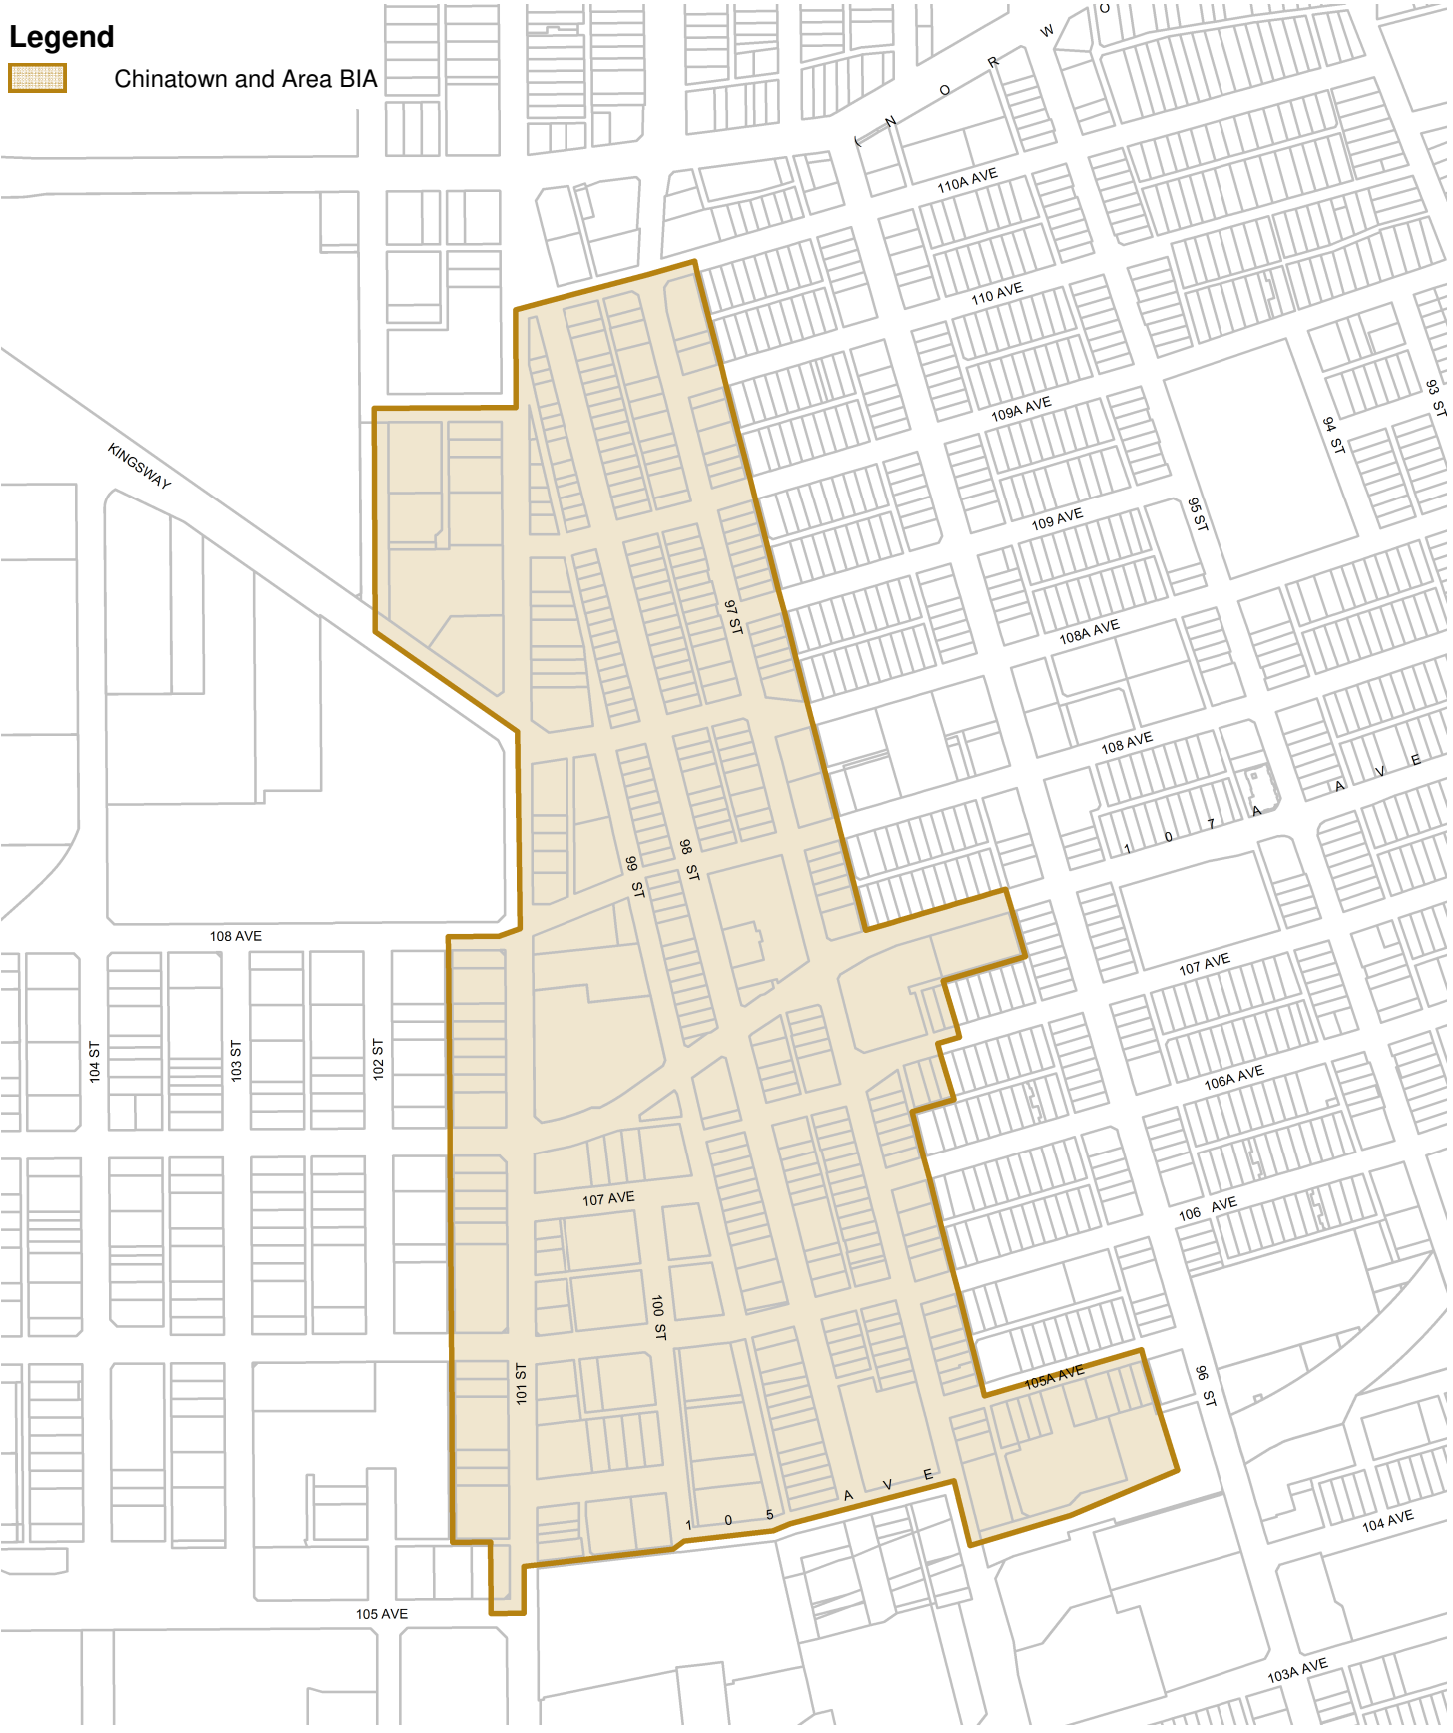 Legend
Chinatown and Area BIA
( N O R W O
110A AVE
110 AVE
109A AVE
93 ST
94 ST
KINGSWAY
95 ST
109 AVE
97 ST
108A AVE
108 AVE
107A AVE
99 ST
98 ST
108 AVE
107 AVE
104 ST
103 ST
102 ST
106A AVE
107 AVE
106 AVE
100 ST
101 ST
105A AVE
96 ST
105 AVE
104 AVE
105 AVE
103A AVE